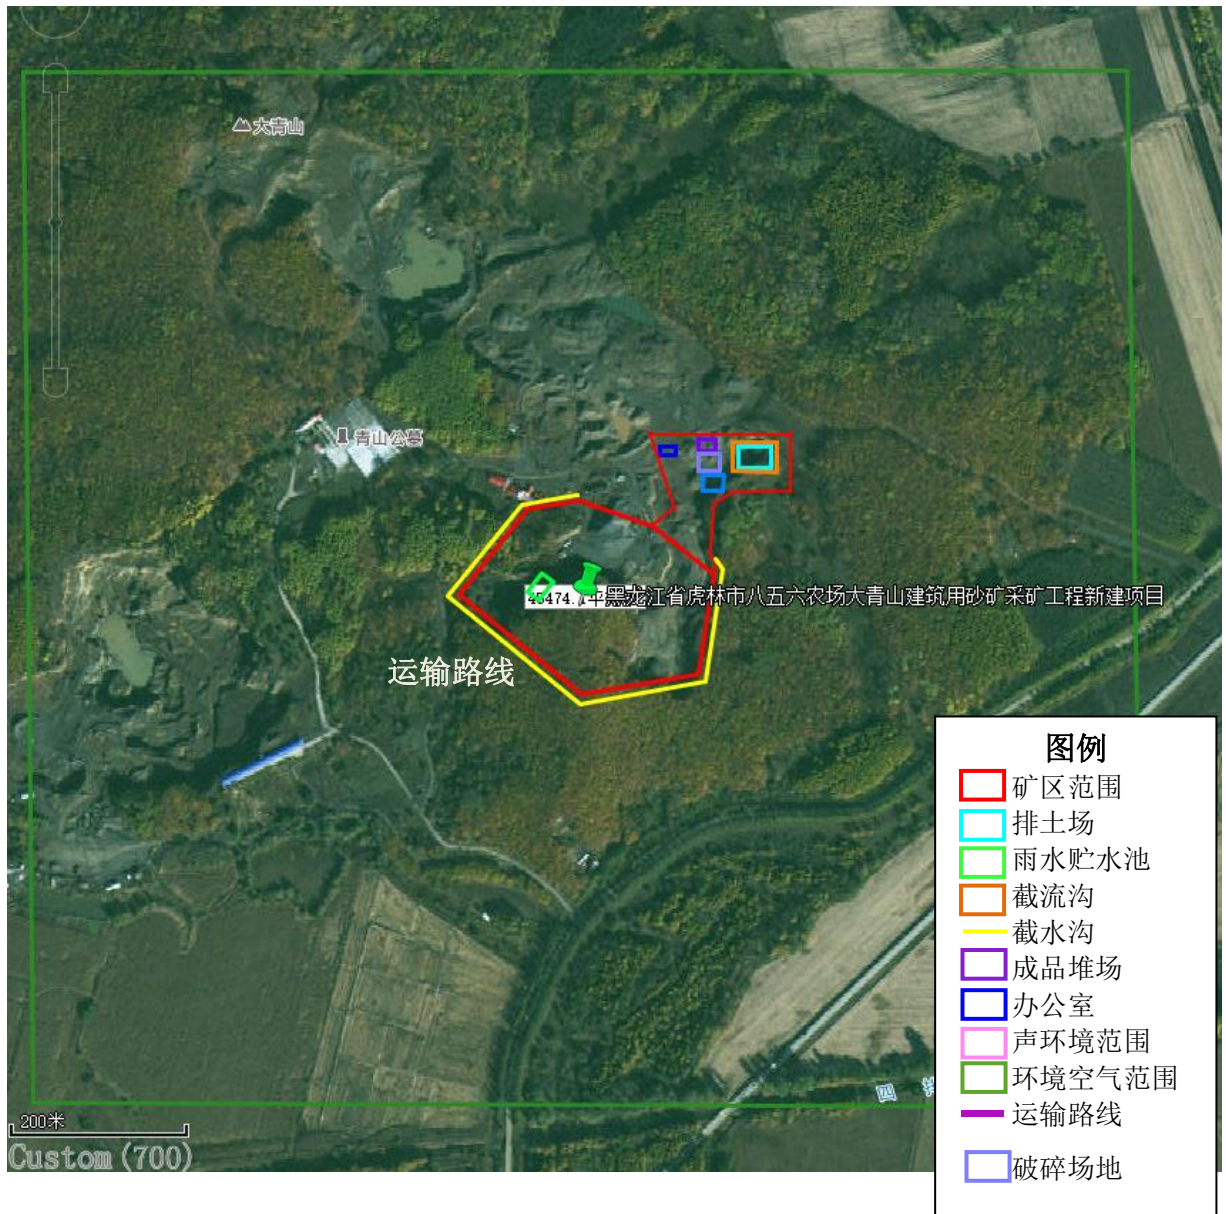 大青山
青山公墓
45474.
黑龙江省虎林市八五六农场大青山建筑用砂矿采矿工程新建项目
运输路线
图例
矿区范围
排土场
雨水贮水池
截流沟
截水沟
成品堆场
办公室
声环境范围
环境空气范围
运输路线
破碎场地
四
200米
Custom(700)